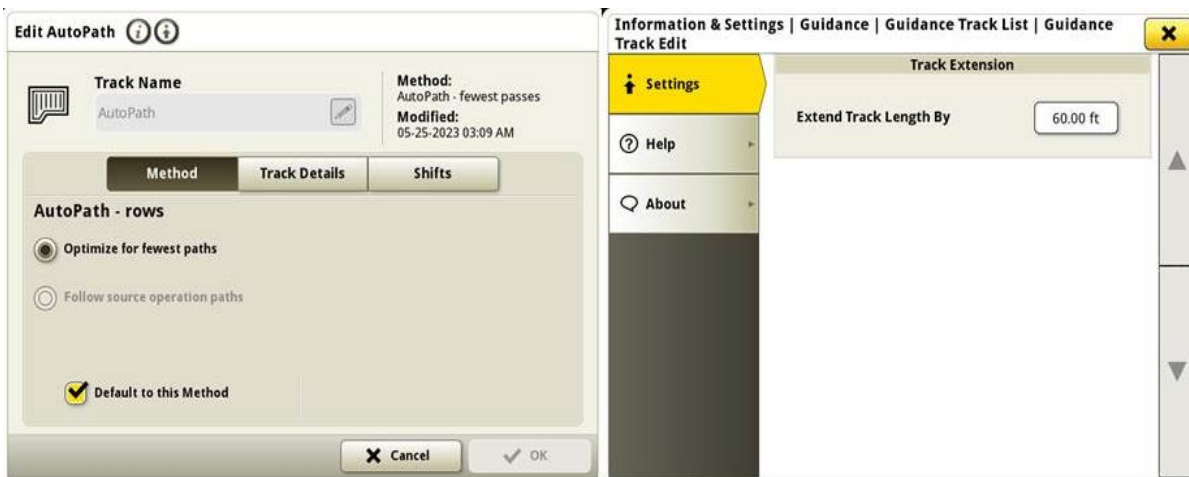 Edit AutoPath
Track Name
AutoPath
Method:
AutoPath - fewest passes
Modified:
05-25-2023 03:09 AM
Method
Track Details
Shifts
AutoPath - rows
Optimize for fewest paths
Follow source operation paths
Default to this Method
Cancel
OK
Information & Settings | Guidance | Guidance Track List | Guidance
Track Edit
Settings
Help
About
Track Extension
Extend Track Length By
60.00 ft